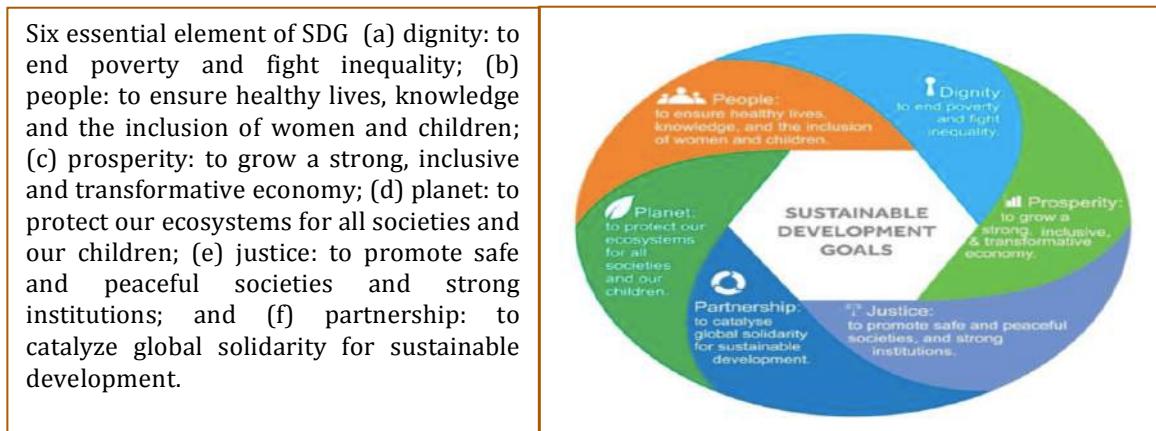 Six essential element of SDG (a) dignity: to
end poverty and fight inequality; (b)
people: to ensure healthy lives, knowledge
and the inclusion of women and children;
(c) prosperity: to grow a strong, inclusive
and transformative economy; (d) planet: to
protect our ecosystems for all societies and
our children; (e) justice: to promote safe
and peaceful societies and strong
institutions; and (f) partnership: to
catalyze global solidarity for sustainable
development.
Dignity:
to end poverty
and fight
inequality.
People:
to ensure healthy lives,
knowledge, and the inclusion
of women and children.
Prosperity:
to grow a
strong, inclusive,
& transformative
economy.
Planet:
to protect our
ecosystems
for all
societies
and our
children.
SUSTAINABLE
DEVELOPMENT
GOALS
Partnership:
to catalyse
global solidarity
for sustainable
development.
Justice:
to promote safe and peaceful
societies, and strong
institutions.